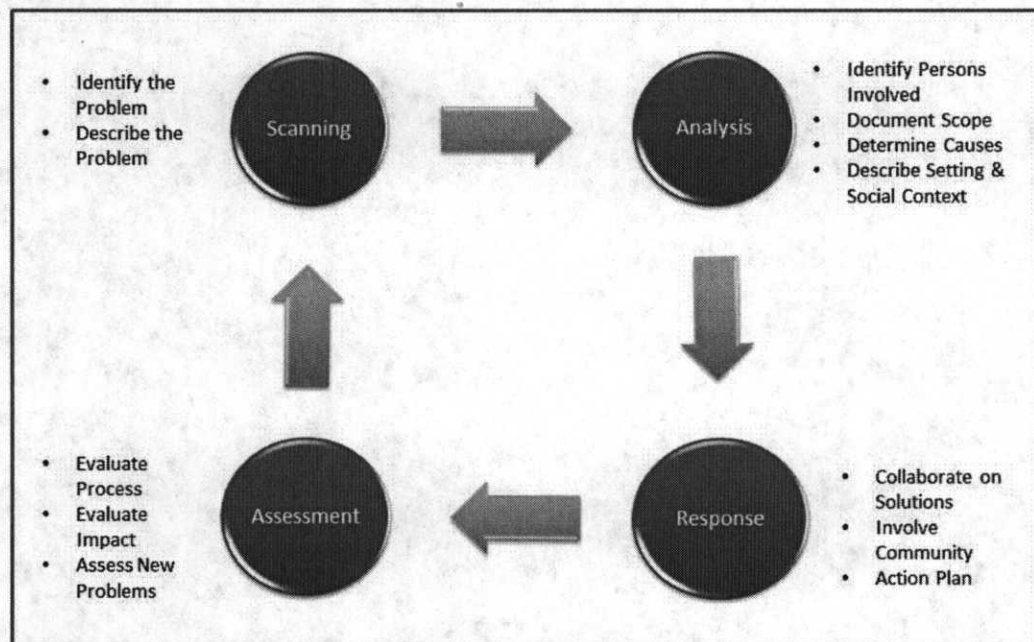 • Identify the
Problem
• Describe the
Problem
Scanning
Analysis
• Identify Persons
Involved
• Document Scope
• Determine Causes
• Describe Setting &
Social Context
• Evaluate
Process
• Evaluate
Impact
• Assess New
Problems
Assessment
Response
• Collaborate on
Solutions
• Involve
Community
• Action Plan